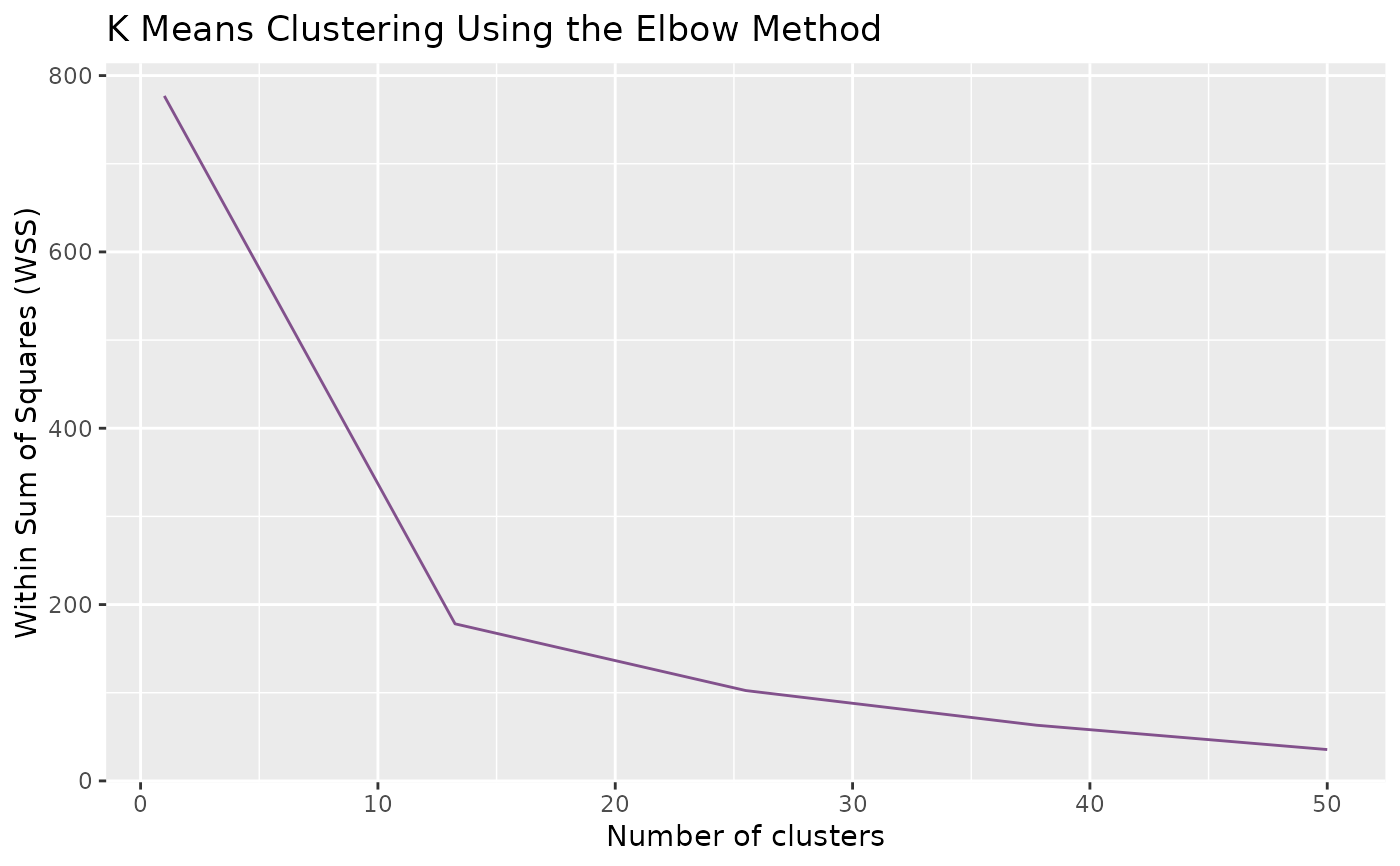 K Means Clustering Using the Elbow Method
Within Sum of Squares (WSS)
800
600
400
200
0
0 10 20 30 40 50
Number of clusters